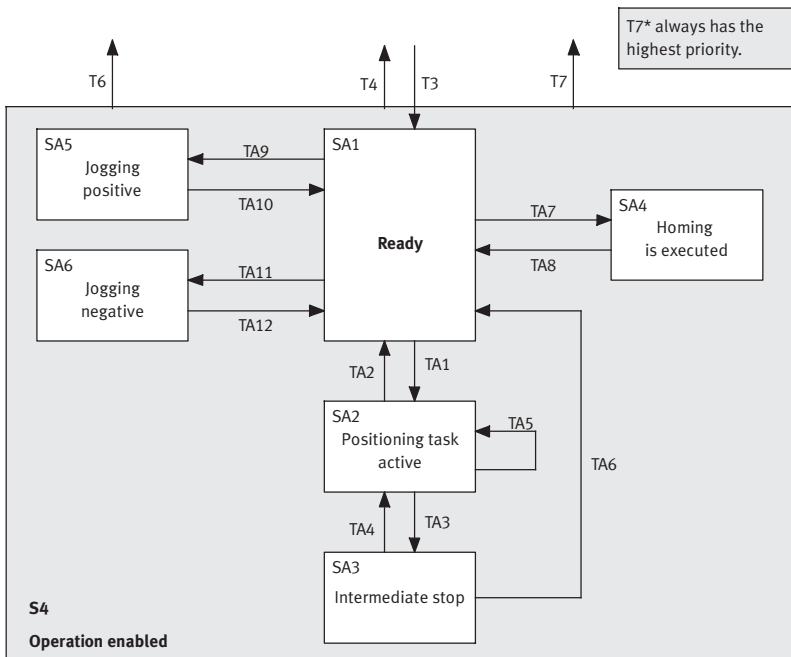 T7* always has the
highest priority.
T6
T4
T3
T7
SA5
Jogging
positive
TA9
TA10
SA1
Ready
TA7
TA8
SA4
Homing
is executed
SA6
Jogging
negative
TA11
TA12
TA2
TA1
SA2
Positioning task
active
TA5
TA6
TA4
TA3
SA3
Intermediate stop
S4
Operation enabled